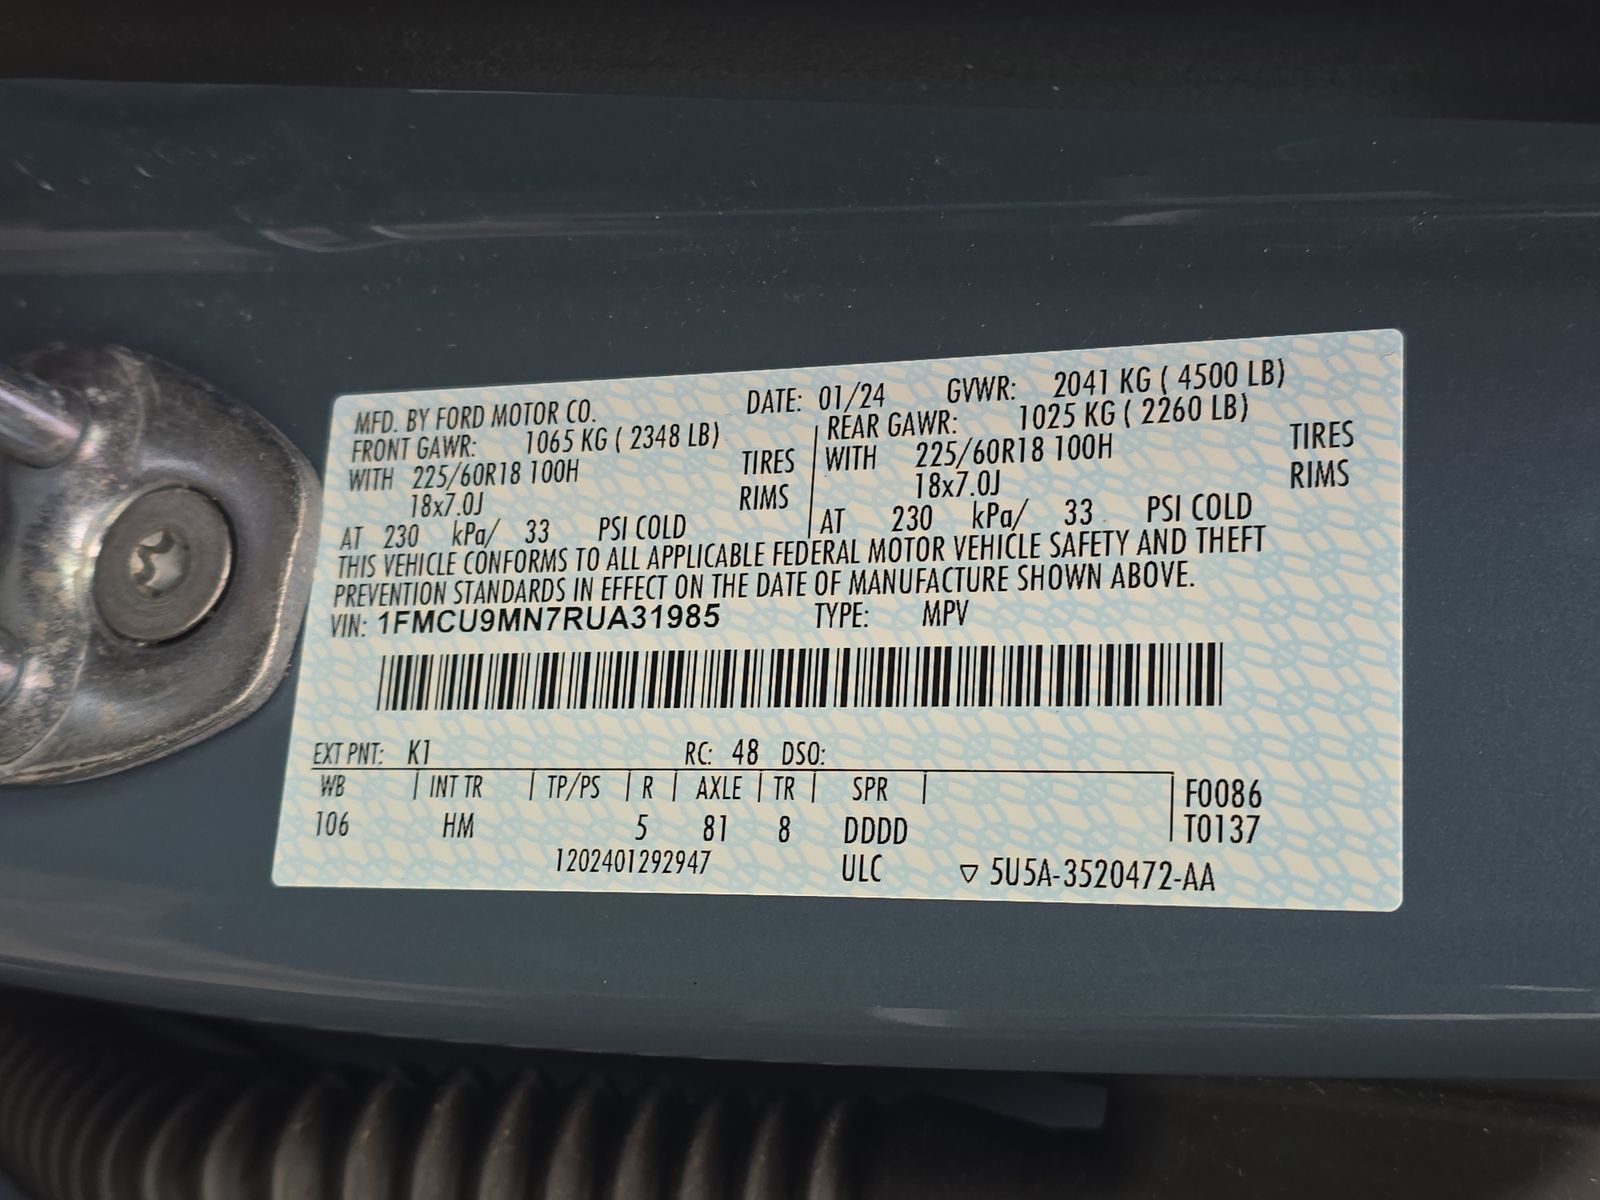 MFD. BY FORD MOTOR CO. DATE: 01/24 GVWR: 2041 KG ( 4500 LB)
FRONT GAWR: 1065 KG ( 2348 LB) REAR GAWR: 1025 KG ( 2260 LB)
WITH 225/60R18 100H TIRES WITH 225/60R18 100H TIRES
18x7.0J RIMS 18x7.0J RIMS
AT 230 kPa/ 33 PSI COLD AT 230 kPa/ 33 PSI COLD
THIS VEHICLE CONFORMS TO ALL APPLICABLE FEDERAL MOTOR VEHICLE SAFETY AND THEFT
PREVENTION STANDARDS IN EFFECT ON THE DATE OF MANUFACTURE SHOWN ABOVE.
VIN: 1FMCU9MN7RUA31985 TYPE: MPV
EXT PNT: K1 RC: 48 DSO:
WB INT TR TP/PS R AXLE TR SPR F0086
106 HM 5 81 8 DDDD T0137
1202401292947 ULC ▽ 5U5A-3520472-AA